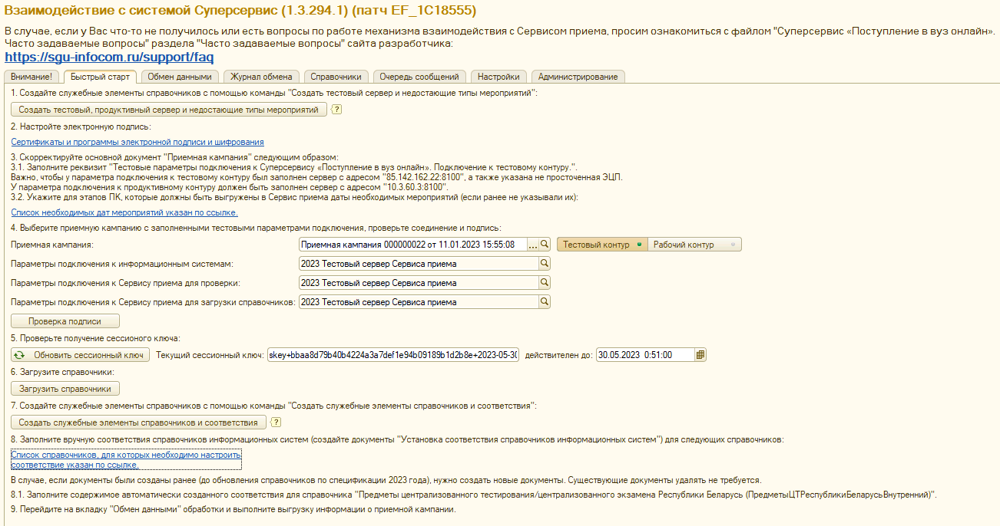 Взаимодействие с системой Суперсервис (1.3.294.1) (патч EF_1C18555)
В случае, если у Вас что-то не получилось или есть вопросы по работе механизма взаимодействия с Сервисом приема, просим ознакомиться с файлом "Суперсервис «Поступление в вуз онлайн».
Часто задаваемые вопросы" раздела "Часто задаваемые вопросы" сайта разработчика:
https://sgu-infocom.ru/support/faq
Внимание! Быстрый старт Обмен данными Журнал обмена Справочники Очередь сообщений Настройки Администрирование
1. Создайте служебные элементы справочников с помощью команды "Создать тестовый сервер и недостающие типы мероприятий":
Создать тестовый, продуктивный сервер и недостающие типы мероприятий ?
2. Настройте электронную подпись:
Сертификаты и программы электронной подписи и шифрования
3. Скорректируйте основной документ "Приемная кампания" следующим образом:
3.1. Заполните реквизит "Тестовые параметры подключения к Суперсервису «Поступление в вуз онлайн». Подключение к тестовому контуру.".
Важно, чтобы у параметра подключения к тестовому контуру был заполнен сервер с адресом "85.142.162.22:8100", а также указана не просточенная ЭЦП.
У параметра подключения к продуктивному контуру должен быть заполнен сервер с адресом "10.3.60.3:8100".
3.2. Укажите для этапов ПК, которые должны быть выгружены в Сервис приема даты необходимых мероприятий (если ранее не указывали их):
Список необходимых дат мероприятий указан по ссылке.
4. Выберите приемную кампанию с заполненными тестовыми параметрами подключения, проверьте соединение и подпись:
Приемная кампания: Приемная кампания 000000022 от 11.01.2023 15:55:08 ... Тестовый контур Рабочий контур
Параметры подключения к информационным системам: 2023 Тестовый сервер Сервиса приема
Параметры подключения к Сервису приема для проверки: 2023 Тестовый сервер Сервиса приема
Параметры подключения к Сервису приема для загрузки справочников: 2023 Тестовый сервер Сервиса приема
Проверка подписи
5. Проверьте получение сессионого ключа:
Обновить сессионный ключ Текущий сессионный ключ: skey+bbaa8d79b40b4224a3a7def1e94b09189b1d2b8e+2023-05-30 действителен до: 30.05.2023 0:51:00
6. Загрузите справочники:
Загрузить справочники
7. Создайте служебные элементы справочников с помощью команды "Создать служебные элементы справочников и соответствия":
Создать служебные элементы справочников и соответствия ?
8. Заполните вручную соответствия справочников информационных систем (создайте документы "Установка соответствия справочников информационных систем") для следующих справочников:
Список справочников, для которых необходимо настроить
соответствие указан по ссылке.
В случае, если документы были созданы ранее (до обновления справочников по спецификации 2023 года), нужно создать новые документы. Существующие документы удалять не требуется.
8.1. Заполните содержимое автоматически созданного соответствия для справочника "Предметы централизованного тестирования/централизованного экзамена Республики Беларусь (ПредметыЦТРеспубликиБеларусьВнутренний)".
9. Перейдите на вкладку "Обмен данными" обработки и выполните выгрузку информации о приемной кампании.